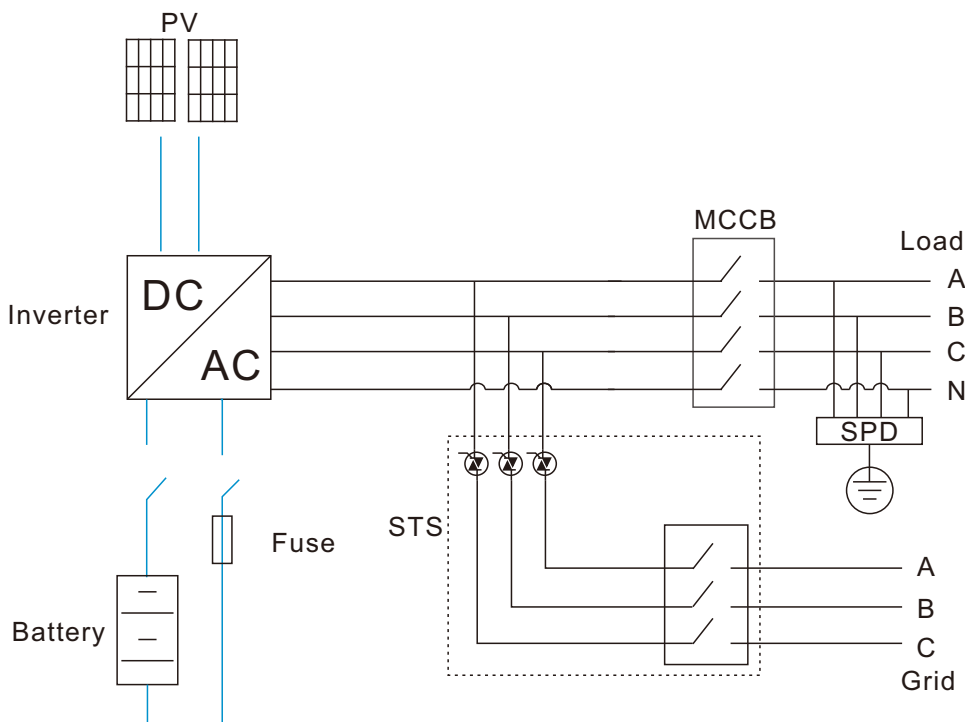 PV
MCCB
Load
DC
A
Inverter
B
AC
C
N
SPD
STS
Fuse
A
Battery
B
C
Grid